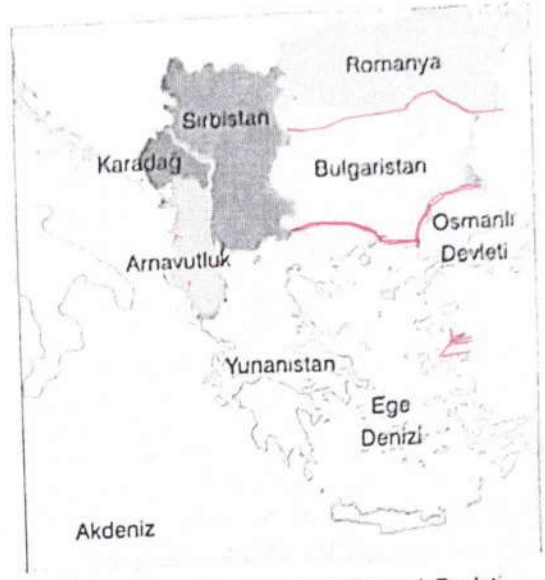 Romanya
Sırbistan
Karadağ
Bulgaristan
Osmanlı
Devleti
Arnavutluk
Yunanistan
Ege
Denizi
Akdeniz